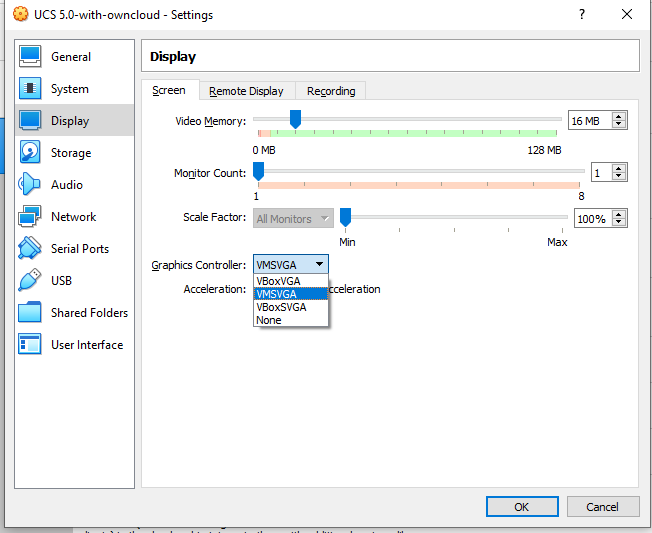 UCS 5.0-with-owncloud - Settings
?
General
System
Display
Storage
Audio
Network
Serial Ports
USB
Shared Folders
User Interface
Display
Screen
Remote Display
Recording
Video Memory:
16 MB
0 MB
128 MB
Monitor Count:
1
1
8
Scale Factor:
All Monitors
100%
Min
Max
Graphics Controller:
VMSVGA
VBoxVGA
VMSVGA
VBoxSVGA
None
Acceleration:
cceleration
OK
Cancel